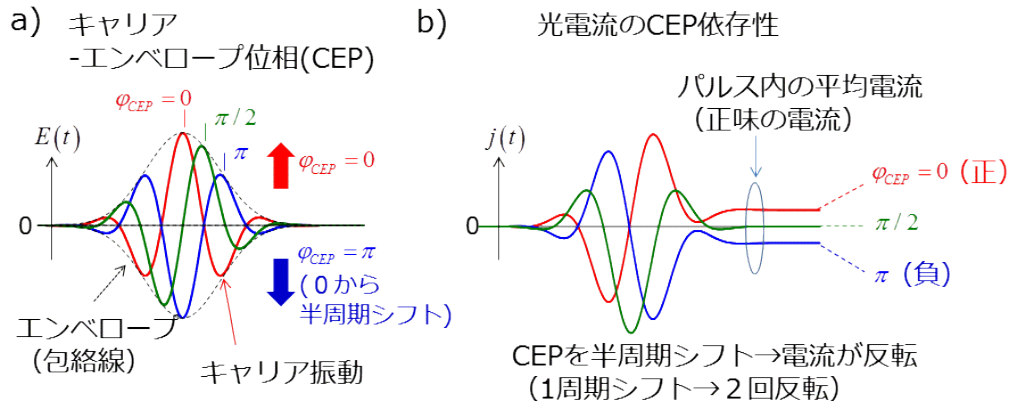 a)
キャリア
-エンベロープ位相(CEP)
φCEP = 0
π / 2
π
E(t)
φCEP = 0
0
φCEP = π
(０から
半周期シフト)
エンベロープ
(包絡線)
キャリア振動
b)
光電流のCEP依存性
パルス内の平均電流
（正味の電流）
j(t)
φCEP = 0（正）
0
π / 2
π（負）
CEPを半周期シフト→電流が反転
（1周期シフト→２回反転）